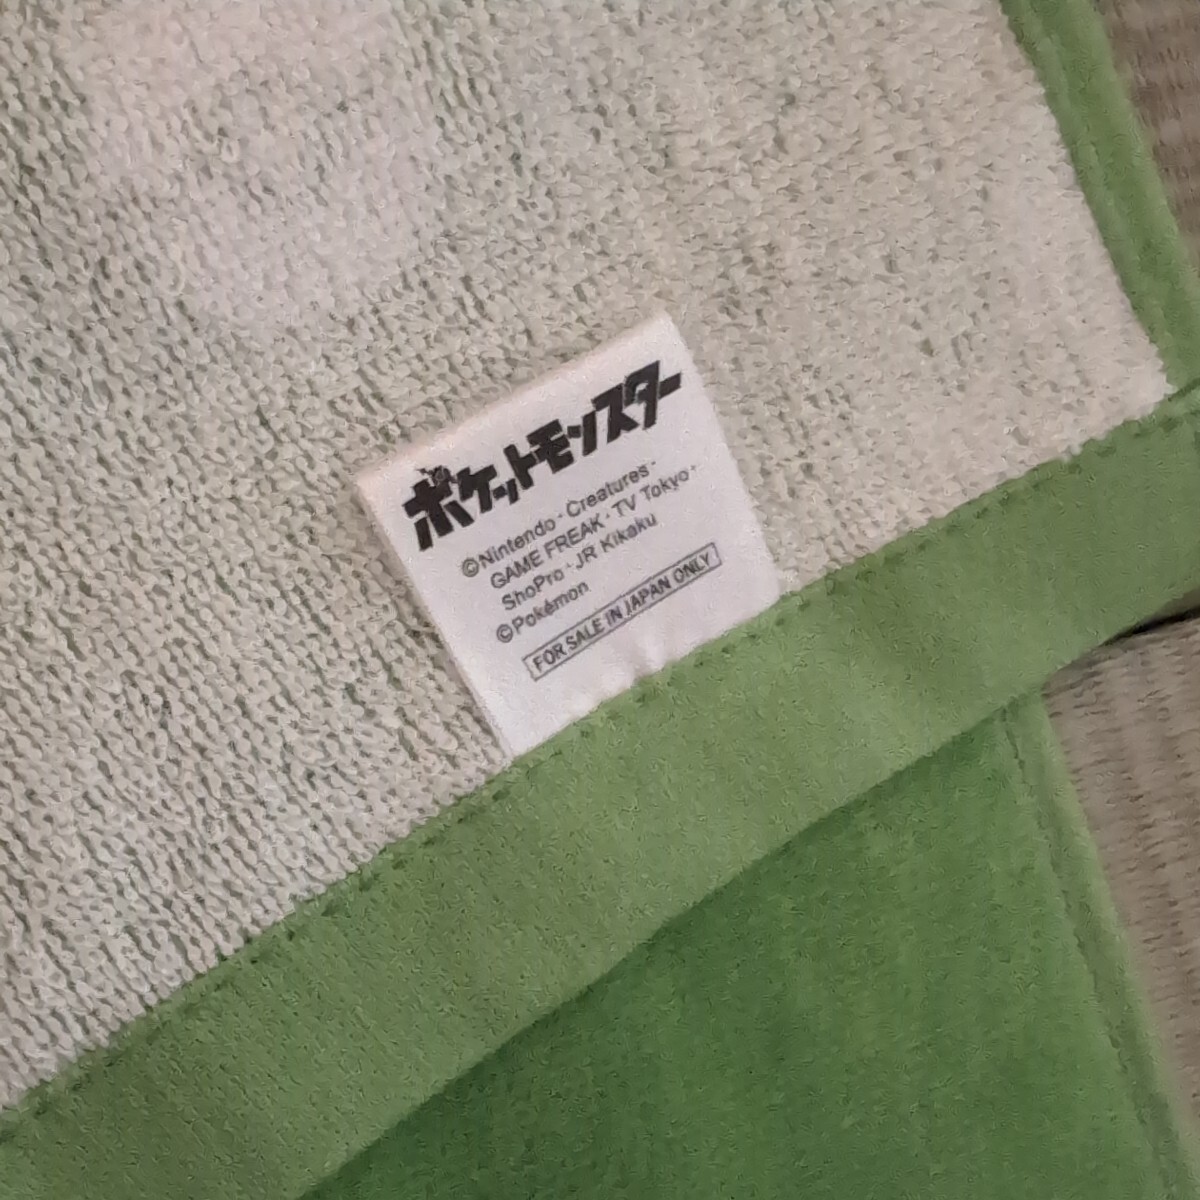 ポケットモンスター
©Nintendo・Creatures・
GAME FREAK・TV Tokyo・
ShoPro・JR Kikaku
©Pokémon
FOR SALE IN JAPAN ONLY